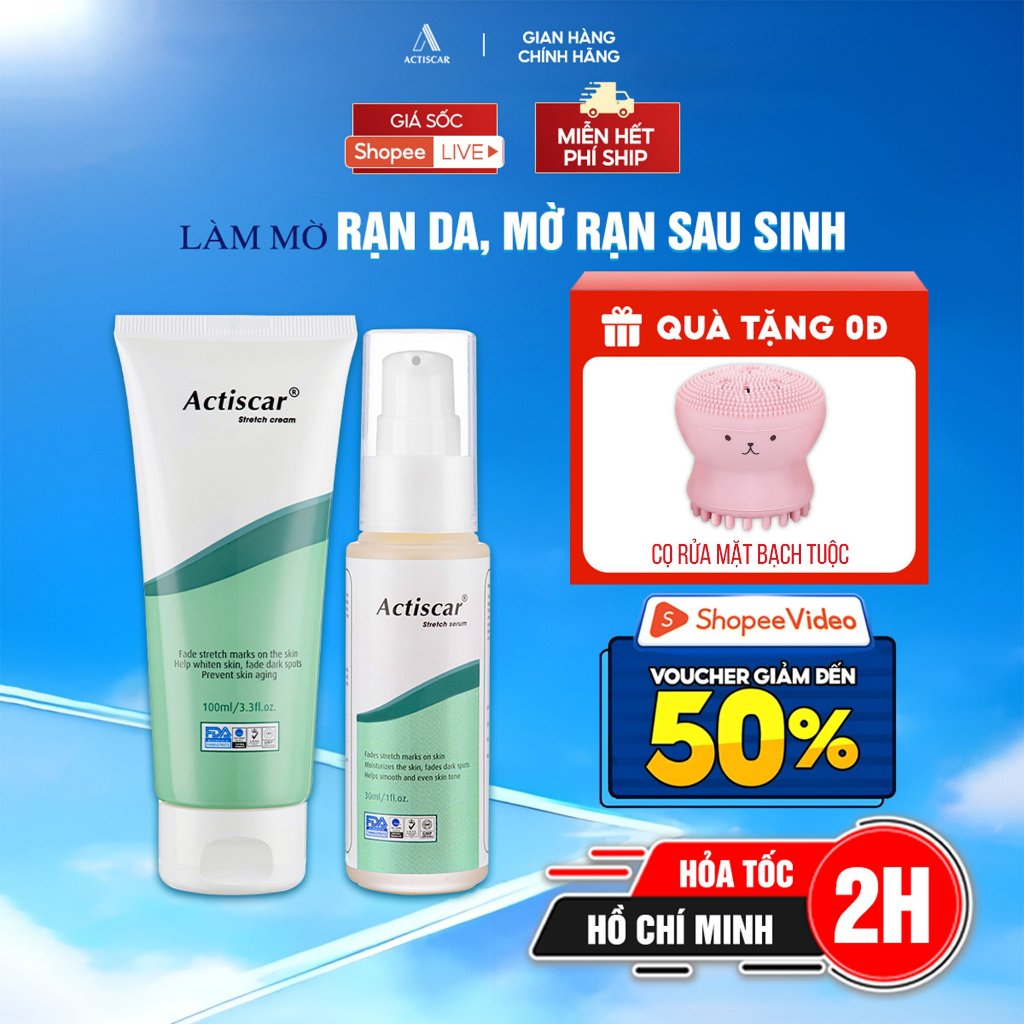 ACTISCAR
GIAN HÀNG
CHÍNH HÃNG
GIÁ SỐC
Shopee LIVE
MIỄN HẾT
PHÍ SHIP
LÀM MỜ RẠN DA, MỜ RẠN SAU SINH
Actiscar®
Stretch cream
Fade stretch marks on the skin
Help whiten skin, fade dark spots
Prevent skin aging
100ml/3.3fl.oz.
FDA
GMP
Actiscar®
Stretch serum
Fades stretch marks on skin
Moisturizes the skin, fades dark spots
Helps smooth and even skin tone
30ml/1fl.oz.
FDA
GMP
QUÀ TẶNG 0Đ
CỌ RỬA MẶT BẠCH TUỘC
S ShopeeVideo
VOUCHER GIẢM ĐẾN
50%
HỎA TỐC
HỒ CHÍ MINH
2H